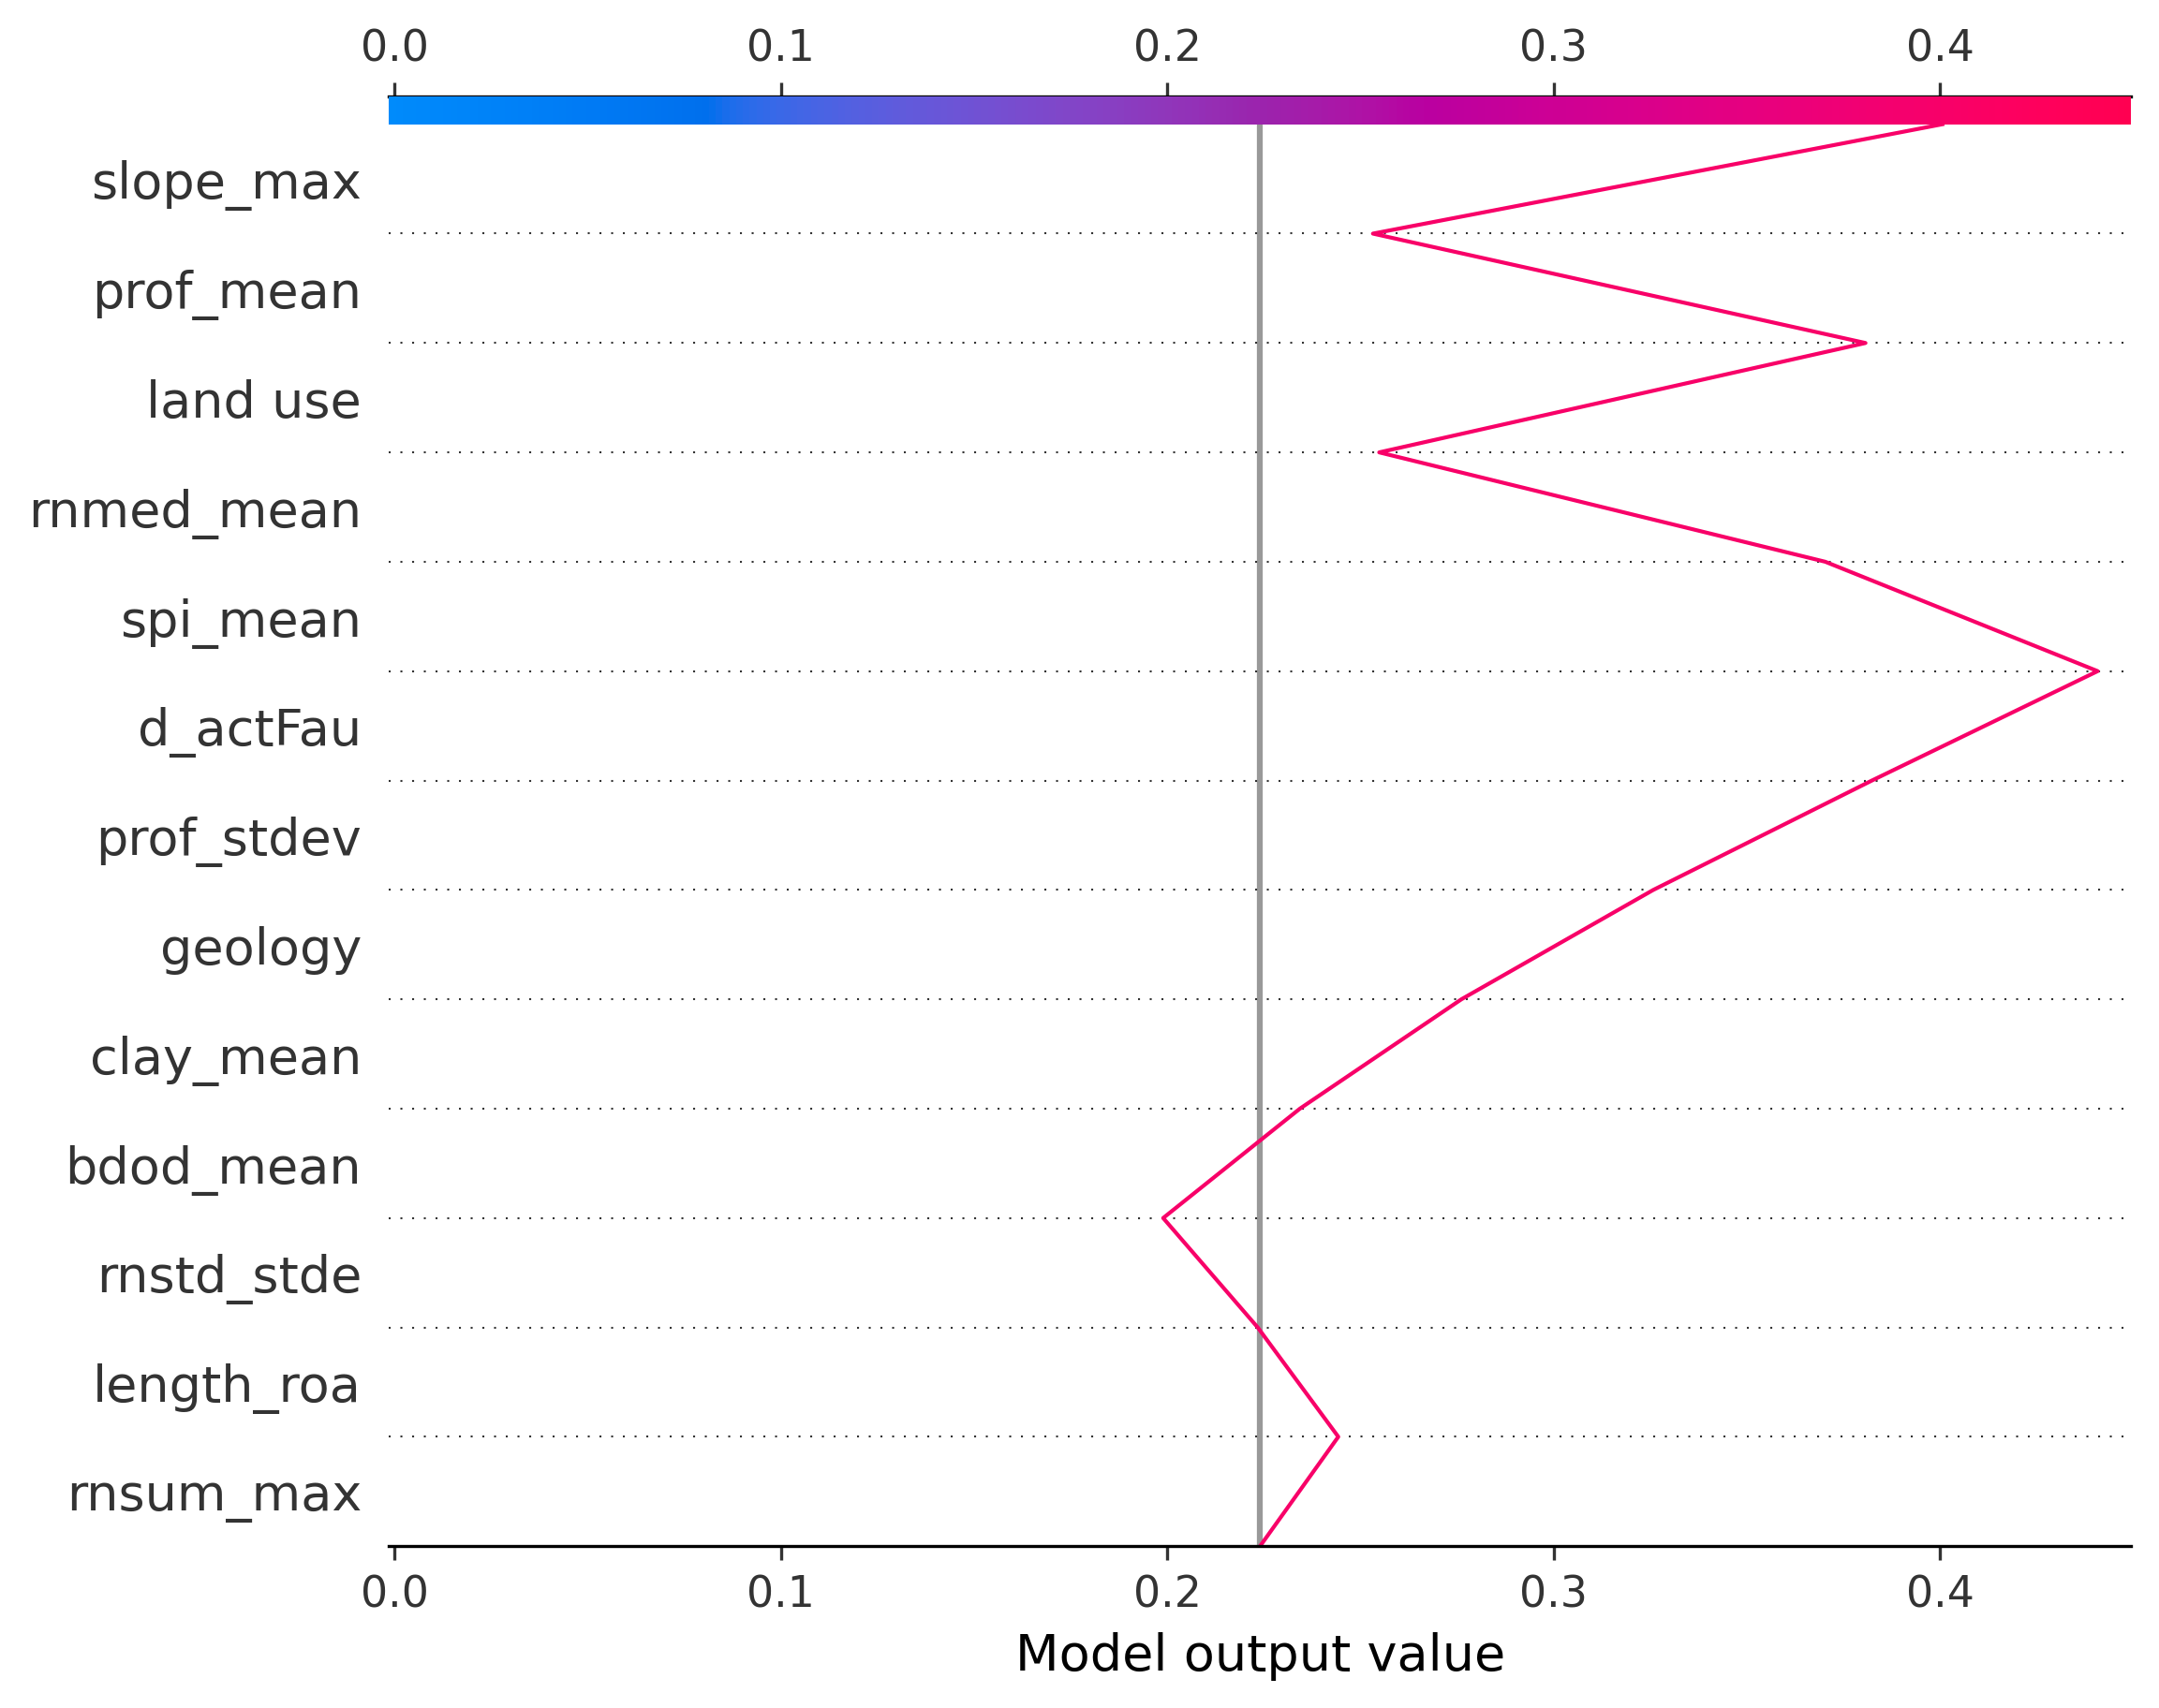 0.0 0.1 0.2 0.3 0.4
slope_max
prof_mean
land use
rnmed_mean
spi_mean
d_actFau
prof_stdev
geology
clay_mean
bdod_mean
rnstd_stde
length_roa
rnsum_max
0.0 0.1 0.2 0.3 0.4
Model output value